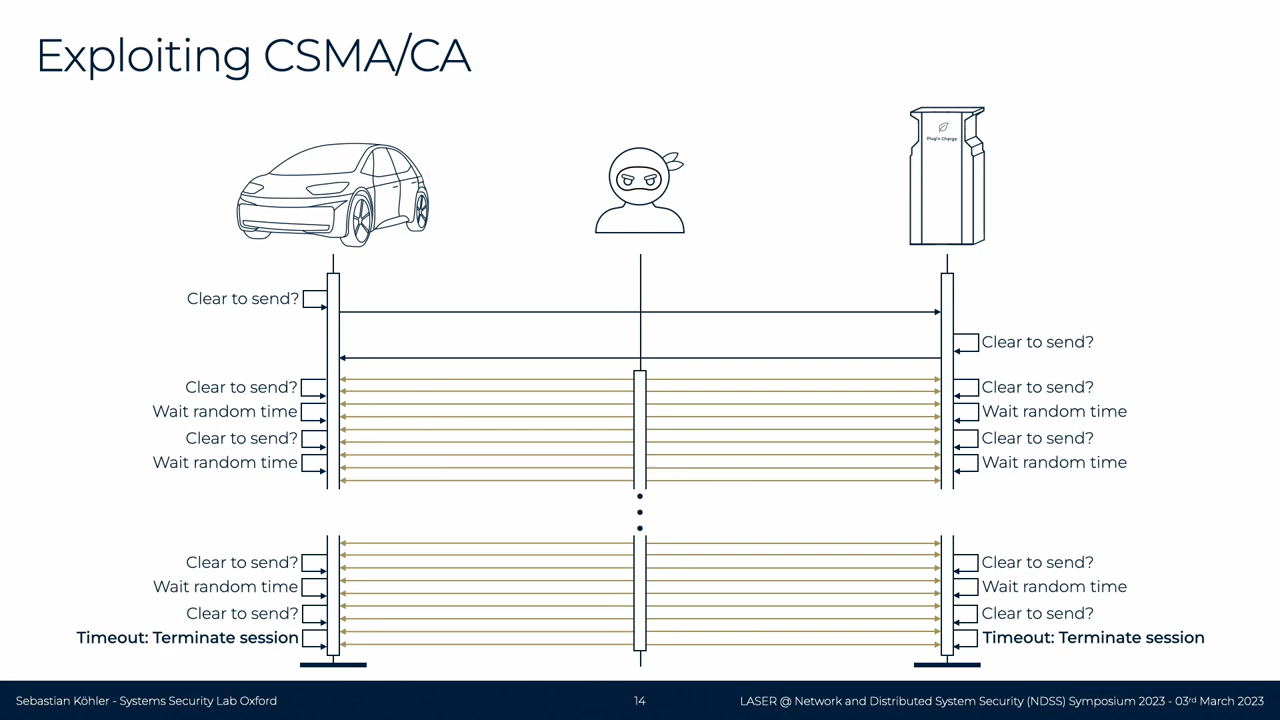 Exploiting CSMA/CA
Plug'n Charge
Clear to send?
Clear to send?
Clear to send?
Clear to send?
Wait random time
Wait random time
Clear to send?
Clear to send?
Wait random time
Wait random time
Clear to send?
Clear to send?
Wait random time
Wait random time
Clear to send?
Clear to send?
Timeout: Terminate session
Timeout: Terminate session
Sebastian Köhler - Systems Security Lab Oxford
14
LASER @ Network and Distributed System Security (NDSS) Symposium 2023 - 03rd March 2023